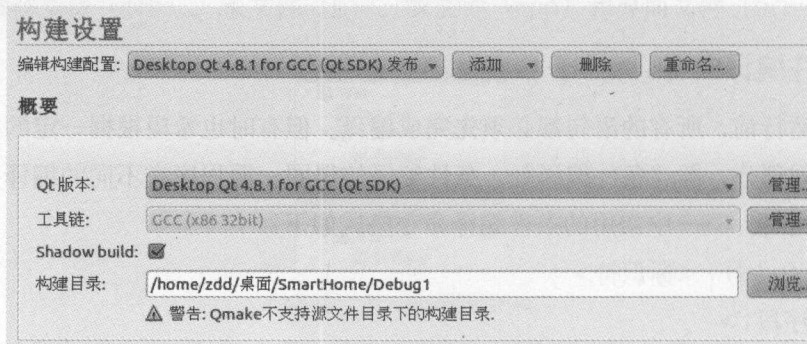 构建设置
编辑构建配置: Desktop Qt 4.8.1 for GCC (Qt SDK) 发布 添加 删除 重命名...
概要
Qt 版本: Desktop Qt 4.8.1 for GCC (Qt SDK) 管理..
工具链: GCC (x86 32bit) 管理..
Shadow build:
构建目录: /home/zdd/桌面/SmartHome/Debug1 浏览..
警告: Qmake不支持源文件目录下的构建目录.